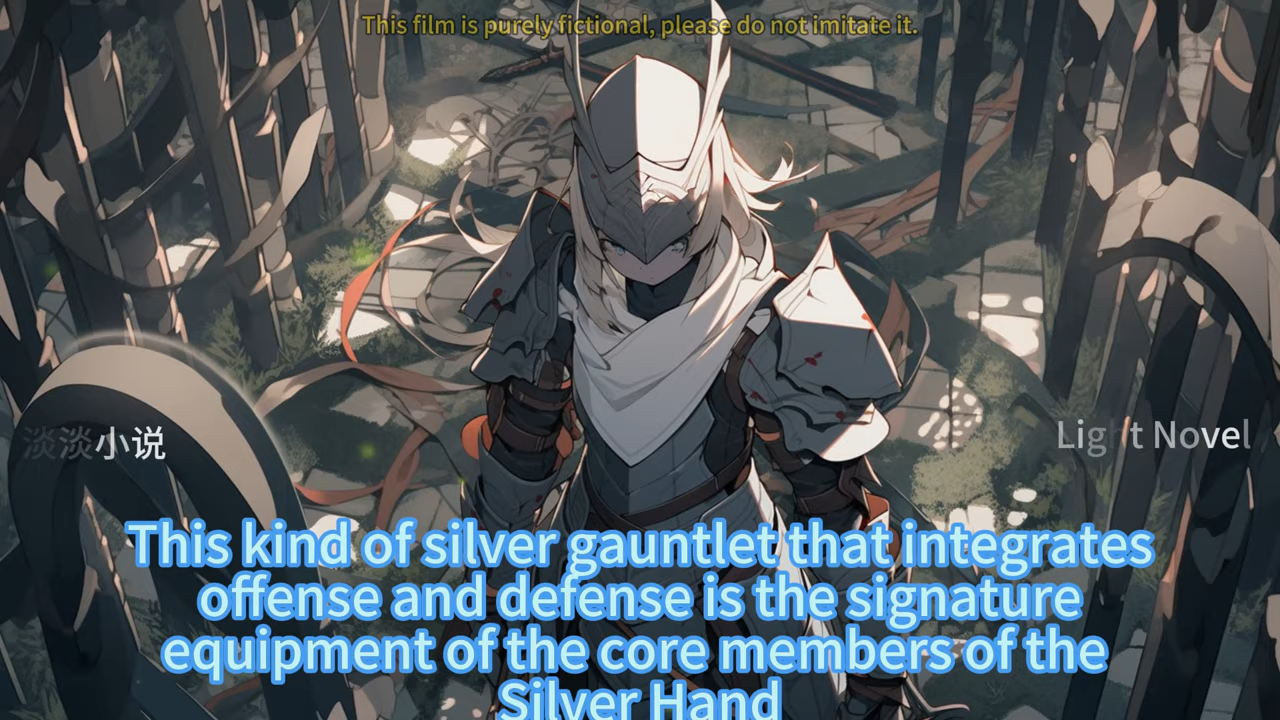 This film is purely fictional, please do not imitate it.
淡淡小说
Light Novel
This kind of silver gauntlet that integrates
offense and defense is the signature
equipment of the core members of the
Silver Hand